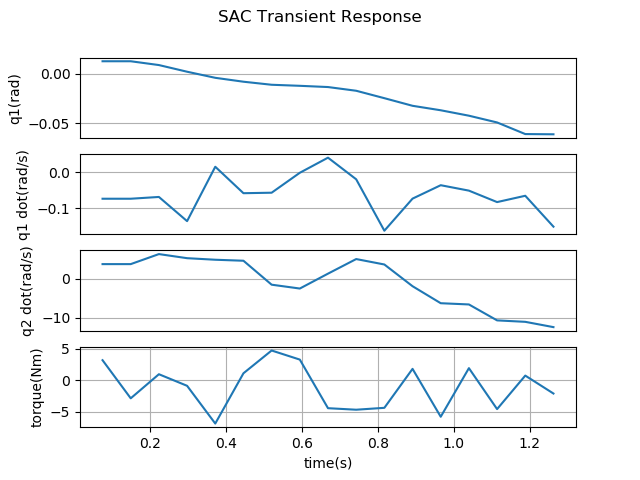 SAC Transient Response
q1(rad)
0.00
−0.05
q1 dot(rad/s)
0.0
−0.1
q2 dot(rad/s)
0
−10
torque(Nm)
5
0
−5
0.2 0.4 0.6 0.8 1.0 1.2
time(s)